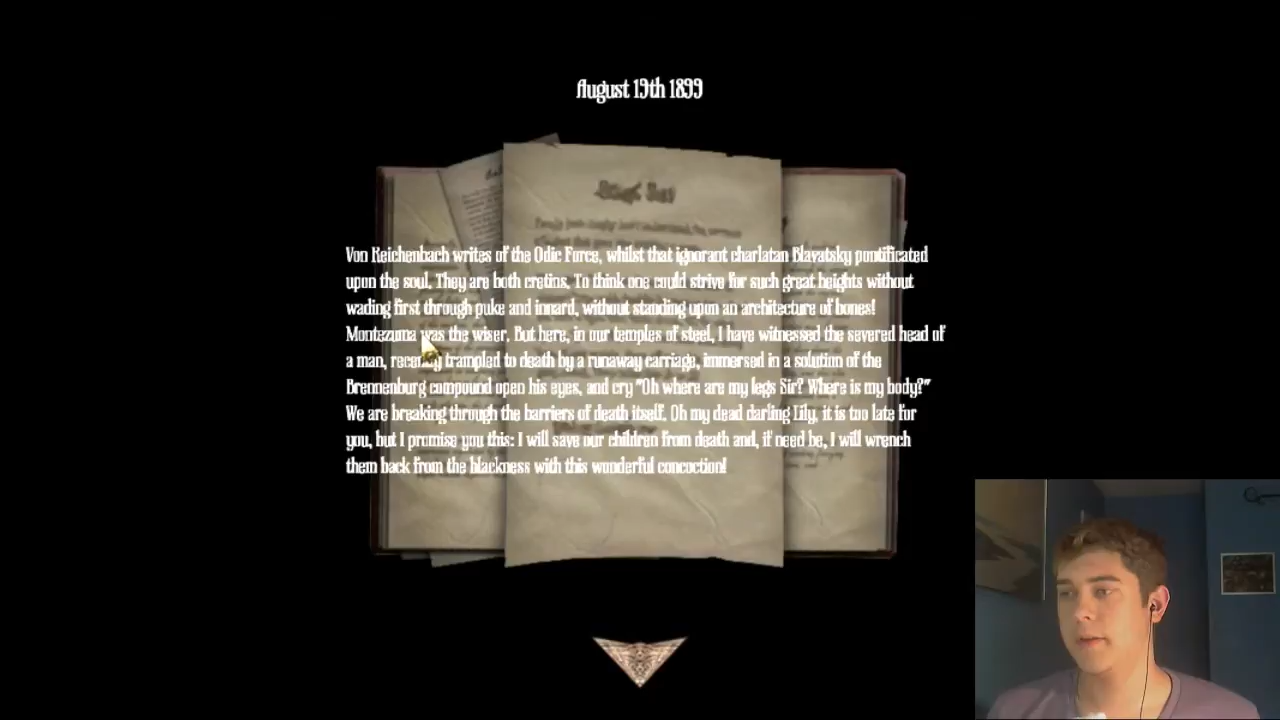 August 19th 1899
Von Reichenbach writes of the Odic Force, whilst that ignorant charlatan Blavatsky pontificated
upon the soul. They are both cretins. To think one could strive for such great heights without
wading first through puke and innard, without standing upon an architecture of bones!
Montezuma was the wiser. But here, in our temples of steel, I have witnessed the severed head of
a man, recently trampled to death by a runaway carriage, immersed in a solution of the
Brennenburg compound open his eyes, and cry "Oh where are my legs Sir? Where is my body?"
We are breaking through the barriers of death itself. Oh my dead darling Lily, it is too late for
you, but I promise you this: I will save our children from death and, if need be, I will wrench
them back from the blackness with this wonderful concoction!